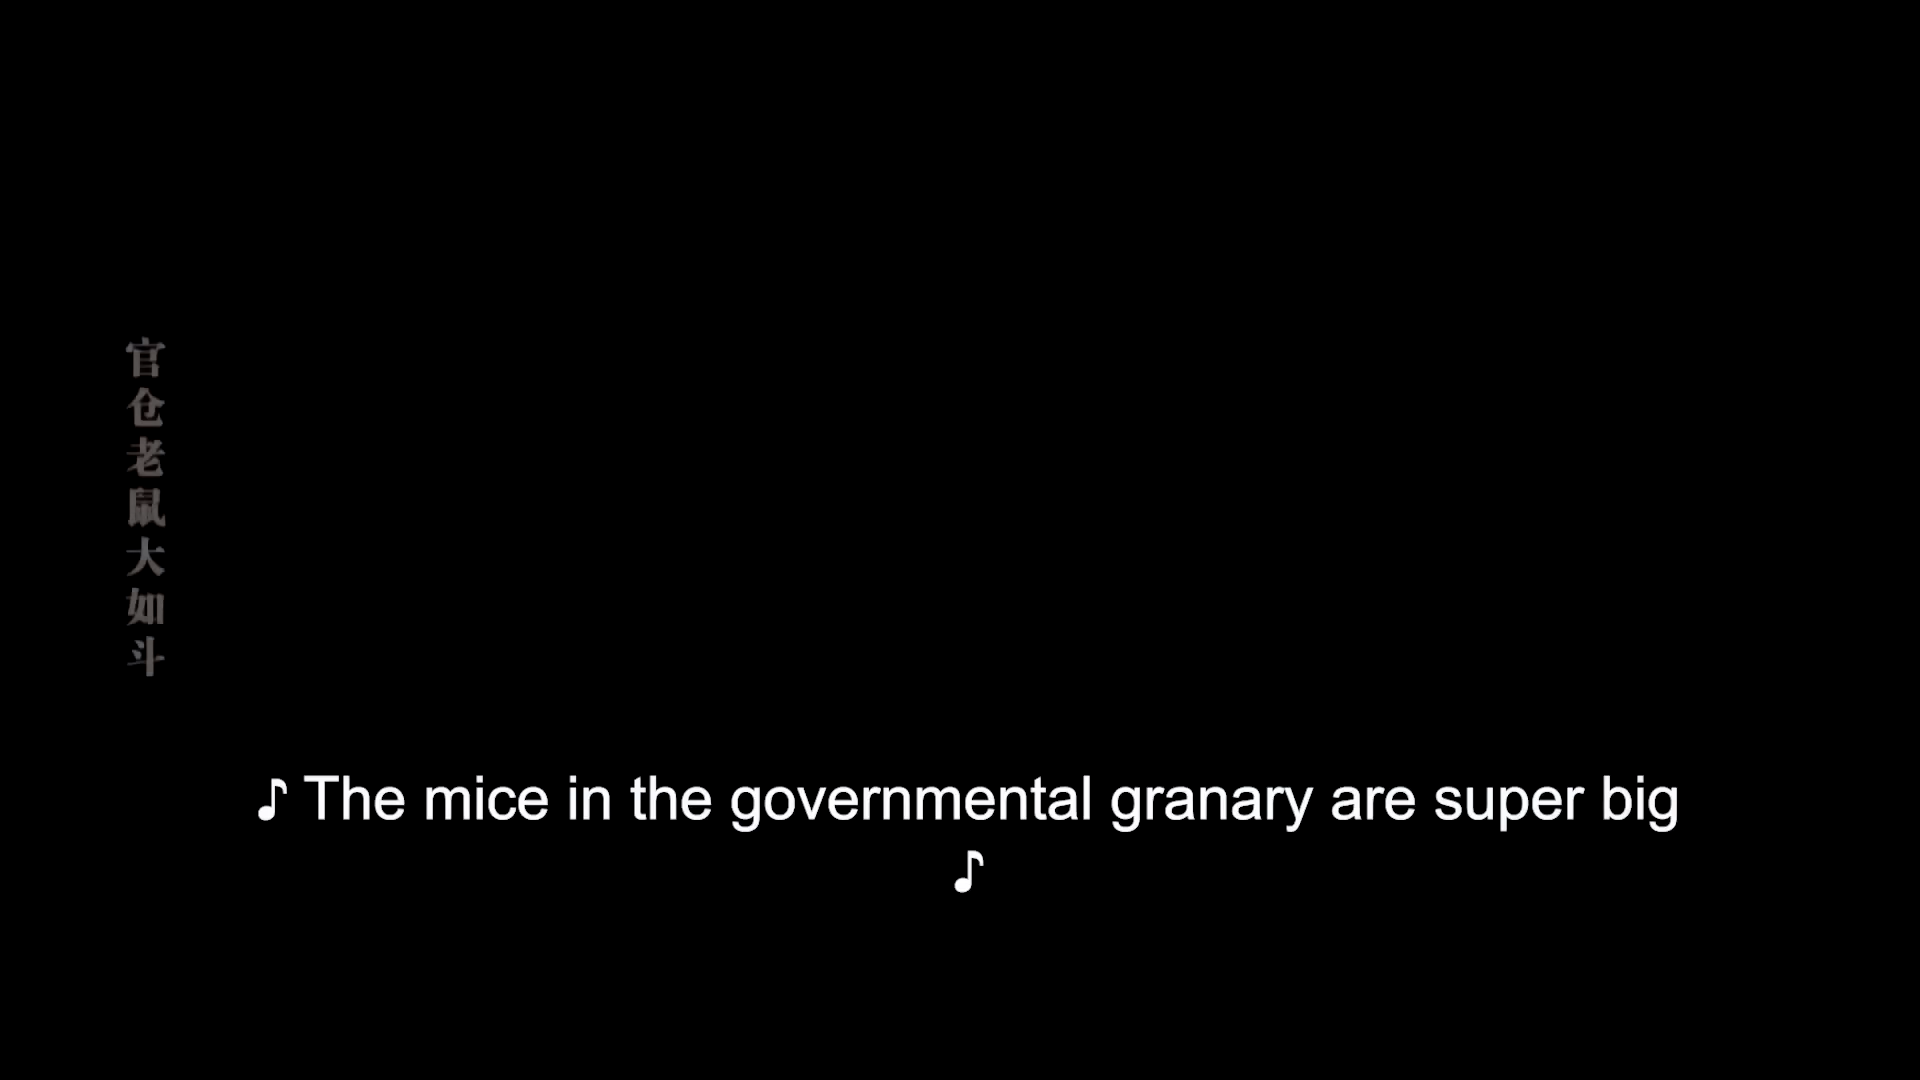 官仓老鼠大如斗
♪ The mice in the governmental granary are super big
♪